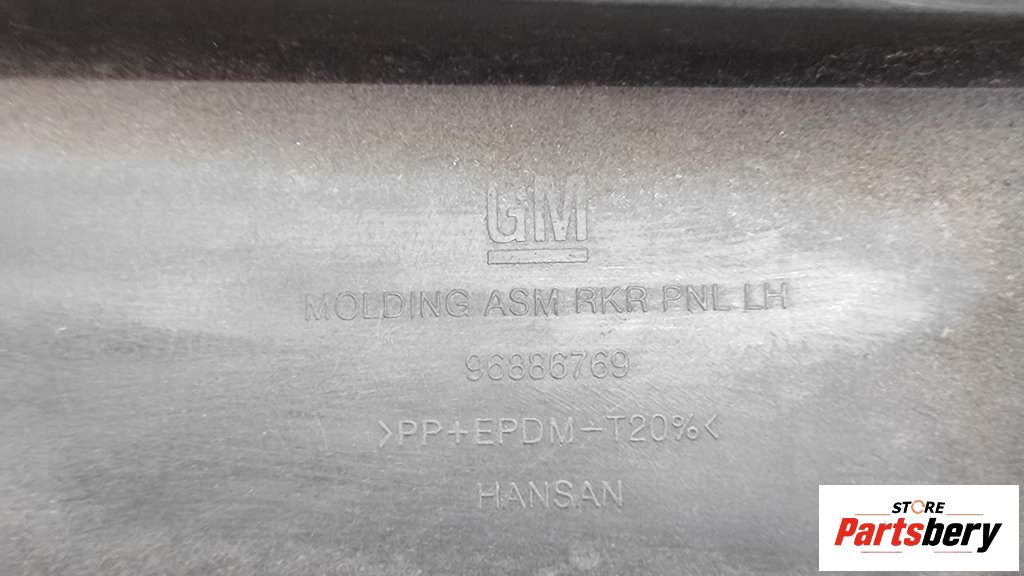 GM
MOLDING ASM RKR PNL LH
96886769
>PP+EPDM-T20%<
HANSAN
STORE
Partsbery